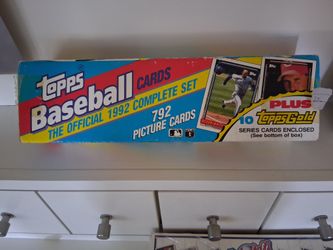 Topps
Baseball CARDS
THE OFFICIAL 1992 COMPLETE SET
792
PICTURE CARDS
PLUS
10 Topps Gold
SERIES CARDS ENCLOSED
(See bottom of box)